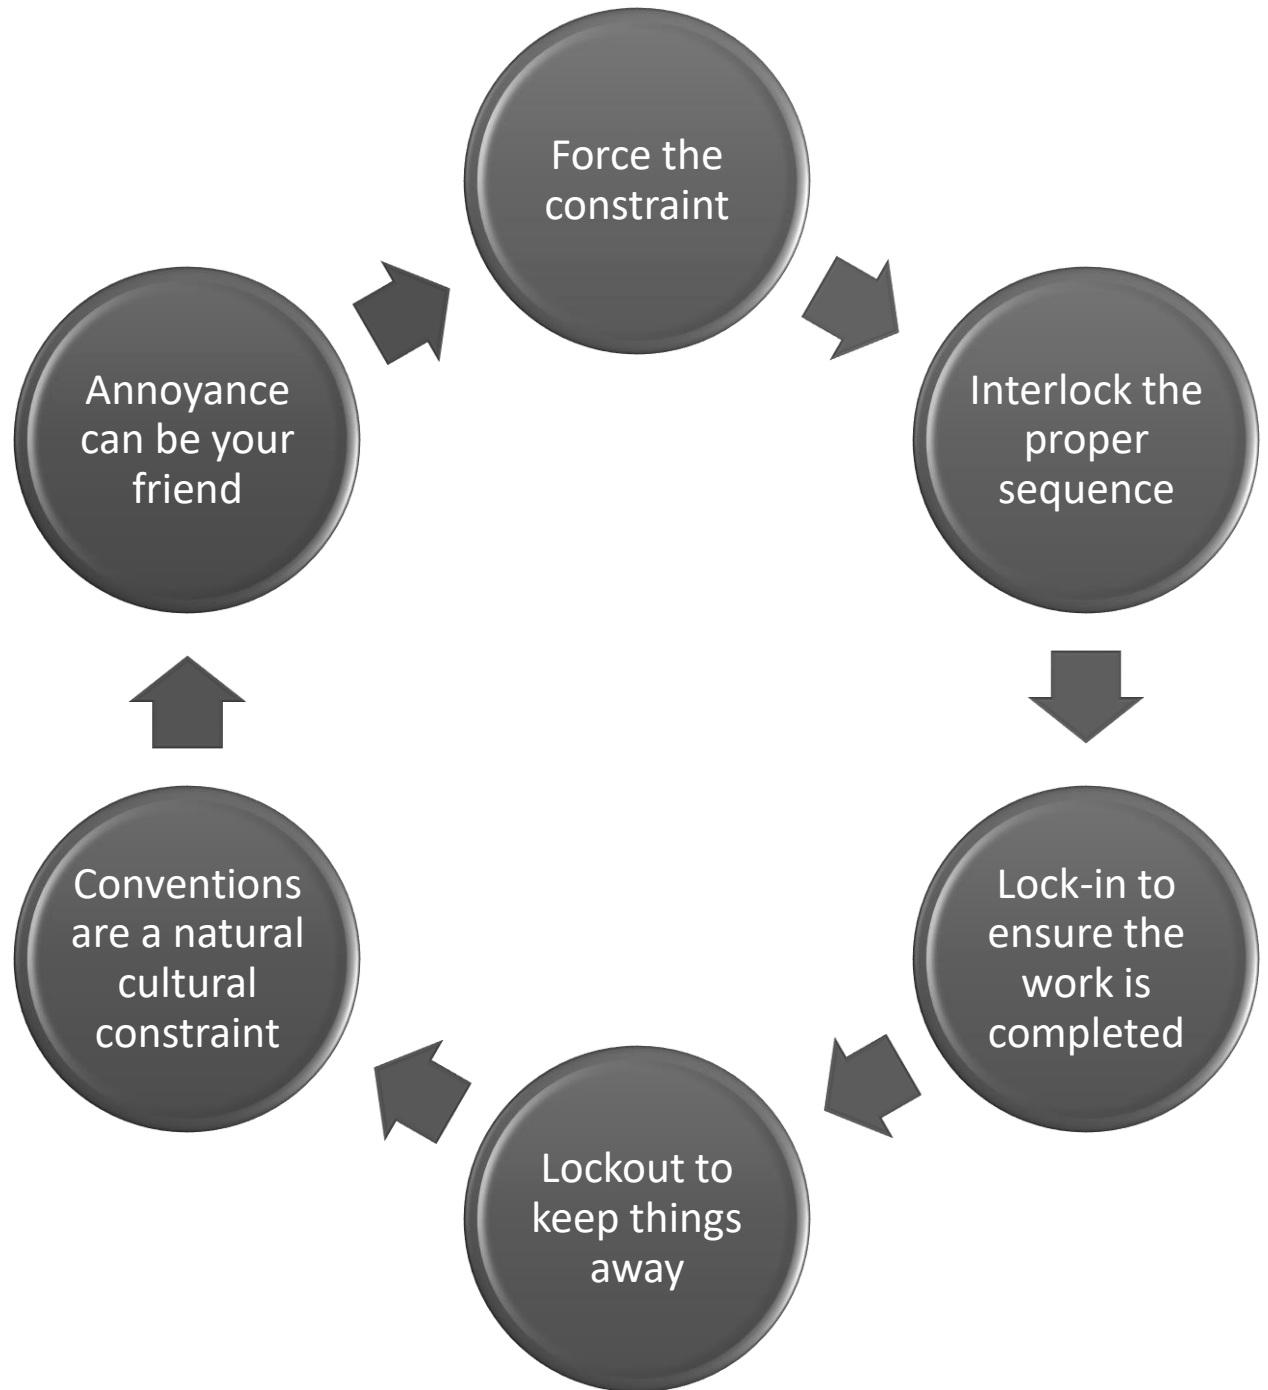 Force the
constraint
Interlock the
proper
sequence
Lock-in to
ensure the
work is
completed
Lockout to
keep things
away
Conventions
are a natural
cultural
constraint
Annoyance
can be your
friend